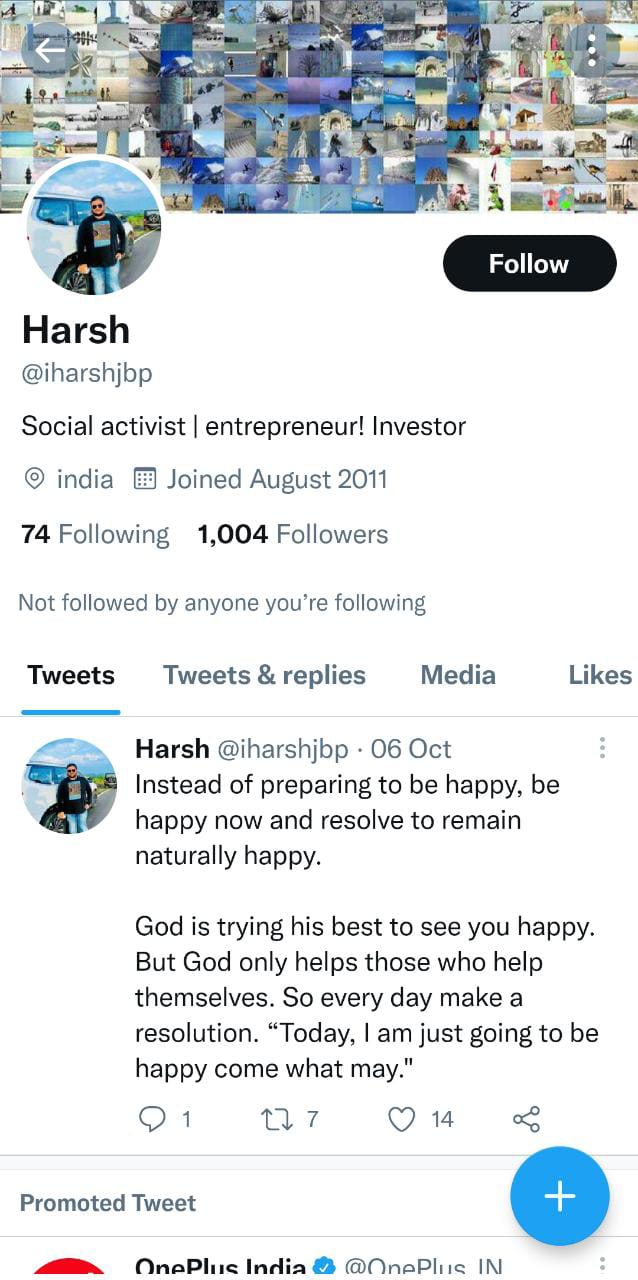 Follow
Harsh
@iharshjbp
Social activist | entrepreneur! Investor
india Joined August 2011
74 Following 1,004 Followers
Not followed by anyone you’re following
Tweets Tweets & replies Media Likes
Harsh @iharshjbp · 06 Oct
Instead of preparing to be happy, be
happy now and resolve to remain
naturally happy.
God is trying his best to see you happy.
But God only helps those who help
themselves. So every day make a
resolution. “Today, I am just going to be
happy come what may."
1 7 14
Promoted Tweet
OnePlus India @OnePlus_IN